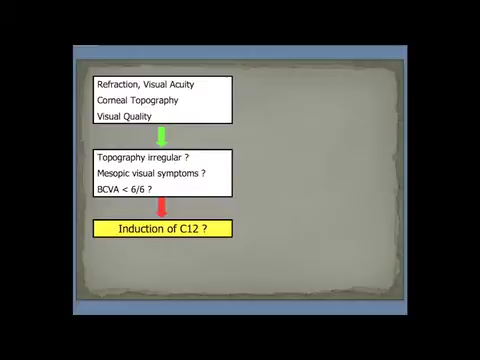 Refraction, Visual Acuity
Corneal Topography
Visual Quality
Topography irregular ?
Mesopic visual symptoms ?
BCVA < 6/6 ?
Induction of C12 ?